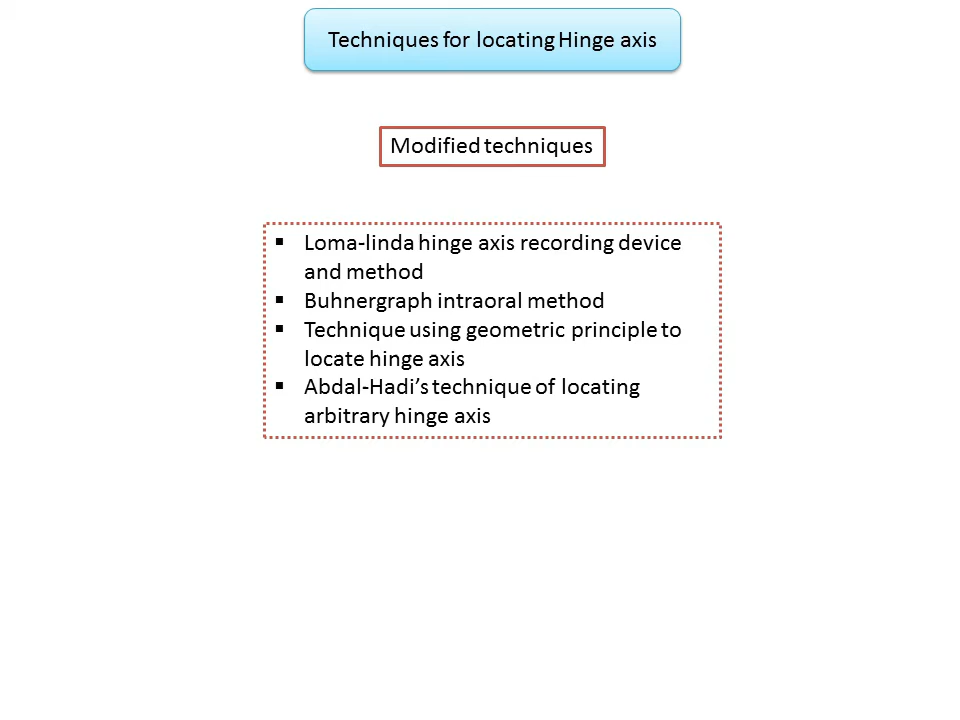 Techniques for locating Hinge axis
Modified techniques
▪ Loma-linda hinge axis recording device
and method
▪ Buhnergraph intraoral method
▪ Technique using geometric principle to
locate hinge axis
▪ Abdal-Hadi’s technique of locating
arbitrary hinge axis